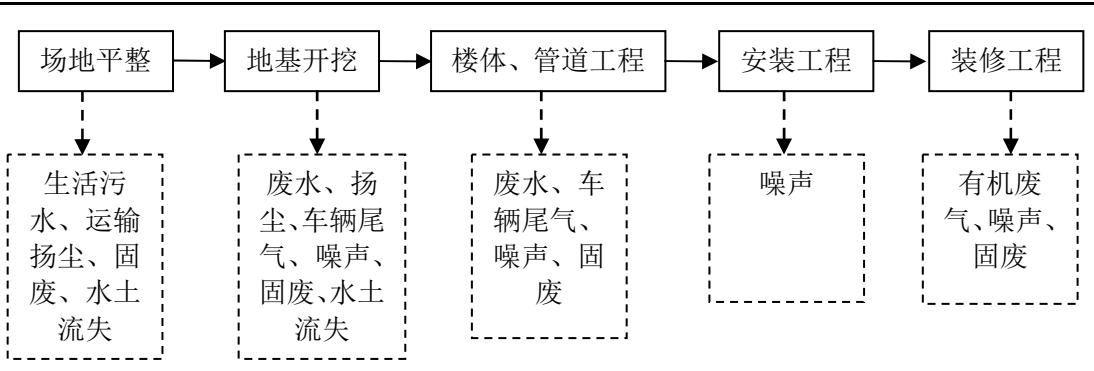 场地平整
地基开挖
楼体、管道工程
安装工程
装修工程
生活污
水、运输
扬尘、固
废、水土
流失
废水、扬
尘、车辆尾
气、噪声、
固废、水土
流失
废水、车
辆尾气、
噪声、固
废
噪声
有机废
气、噪声、
固废